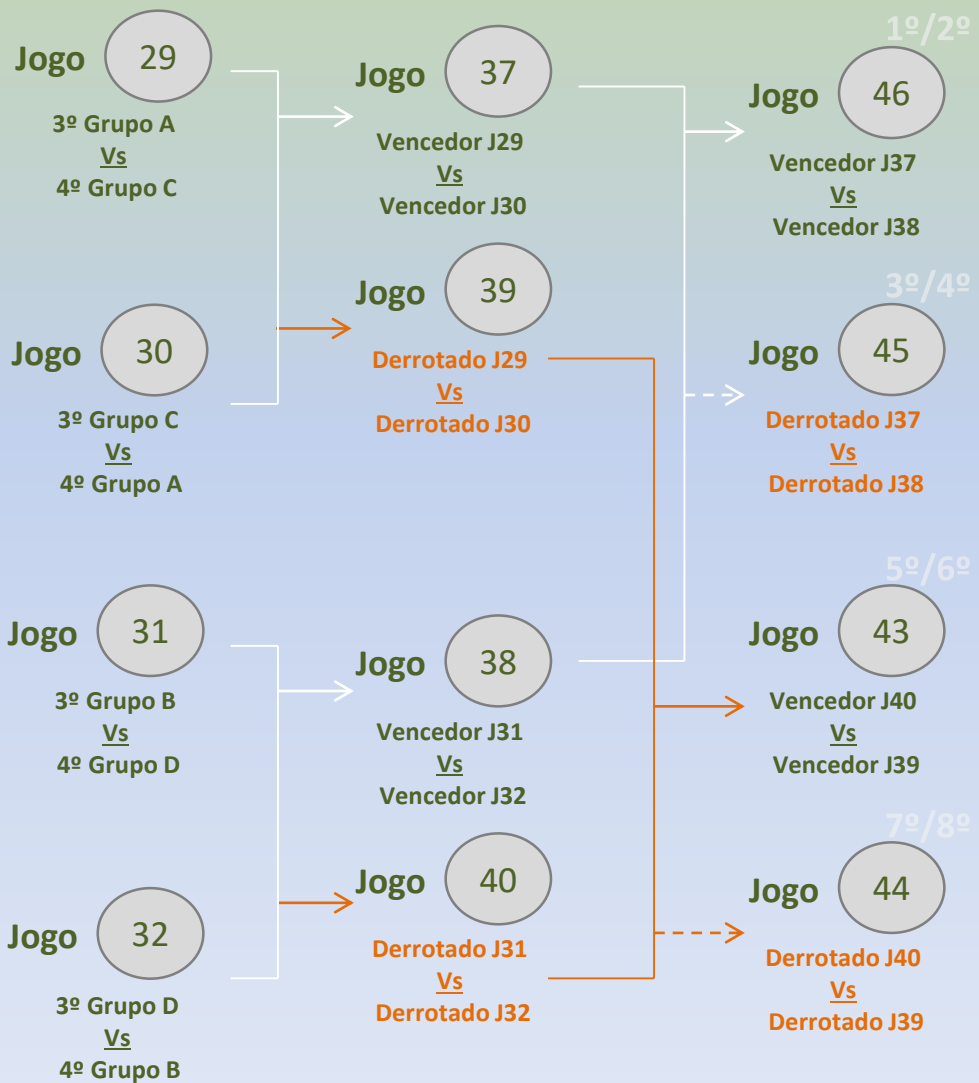 Jogo 29
3º Grupo A
Vs
4º Grupo C
Jogo 30
3º Grupo C
Vs
4º Grupo A
Jogo 31
3º Grupo B
Vs
4º Grupo D
Jogo 32
3º Grupo D
Vs
4º Grupo B
Jogo 37
Vencedor J29
Vs
Vencedor J30
Jogo 39
Derrotado J29
Vs
Derrotado J30
Jogo 38
Vencedor J31
Vs
Vencedor J32
Jogo 40
Derrotado J31
Vs
Derrotado J32
1º/2º
Jogo 46
Vencedor J37
Vs
Vencedor J38
3º/4º
Jogo 45
Derrotado J37
Vs
Derrotado J38
5º/6º
Jogo 43
Vencedor J40
Vs
Vencedor J39
7º/8º
Jogo 44
Derrotado J40
Vs
Derrotado J39